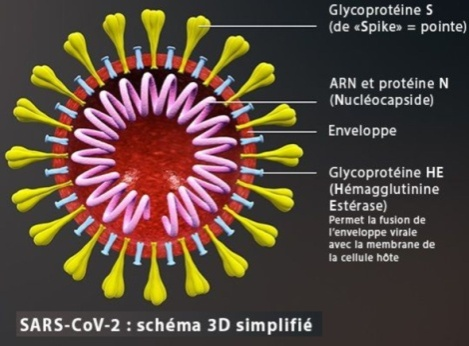 Glycoprotéine S
(de «Spike» = pointe)
ARN et protéine N
(Nucléocapside)
Enveloppe
Glycoprotéine HE
(Hémagglutinine
Estérase)
Permet la fusion de
l'enveloppe virale
avec la membrane de
la cellule hôte
SARS-CoV-2 : schéma 3D simplifié